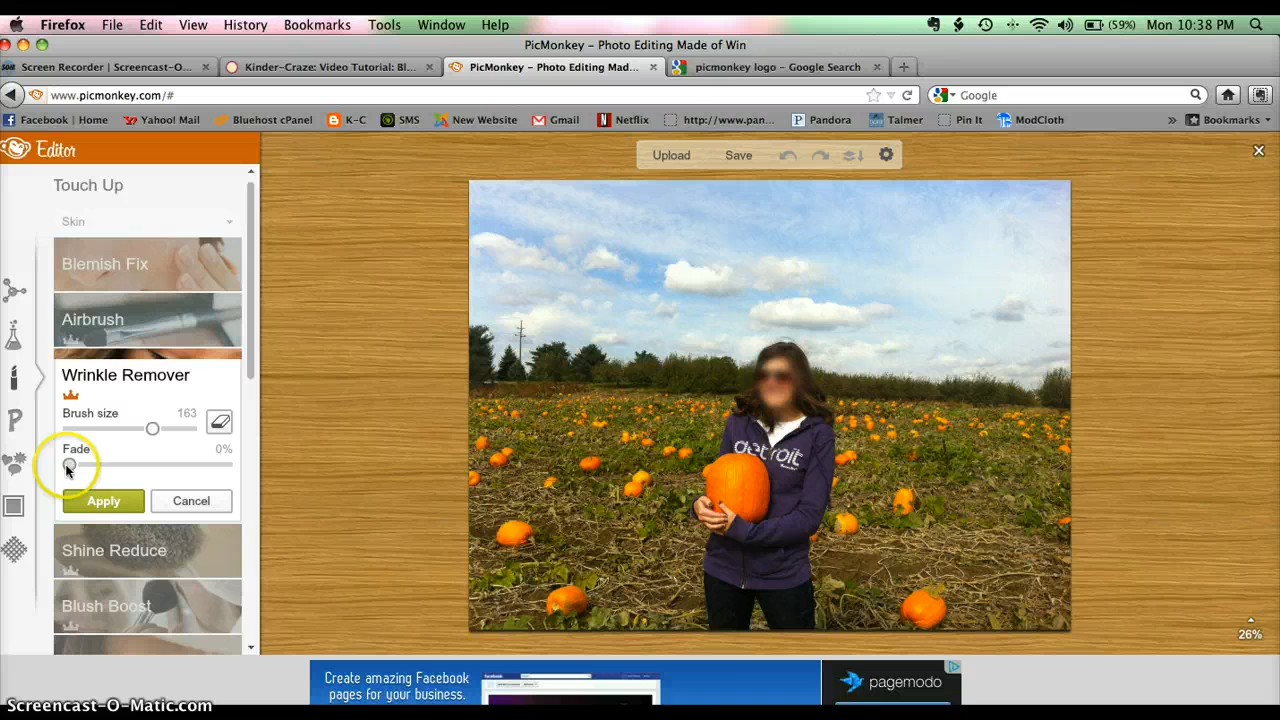 Firefox File Edit View History Bookmarks Tools Window Help (59%) Mon 10:38 PM
PicMonkey – Photo Editing Made of Win
Screen Recorder | Screencast-O... Kinder-Craze: Video Tutorial: Bl... PicMonkey – Photo Editing Mad... picmonkey logo – Google Search
www.picmonkey.com/# Google
Facebook | Home Yahoo! Mail Bluehost cPanel K-C SMS New Website Gmail Netflix http://www.pan... Pandora Talmer Pin It ModCloth » Bookmarks
Editor
Upload Save
Touch Up
Skin
Blemish Fix
Airbrush
Wrinkle Remover
Brush size 163
Fade 0%
Apply Cancel
Shine Reduce
Blush Boost
detroit
26%
Create amazing Facebook
pages for your business.
pagemodo
Screencast-O-Matic.com